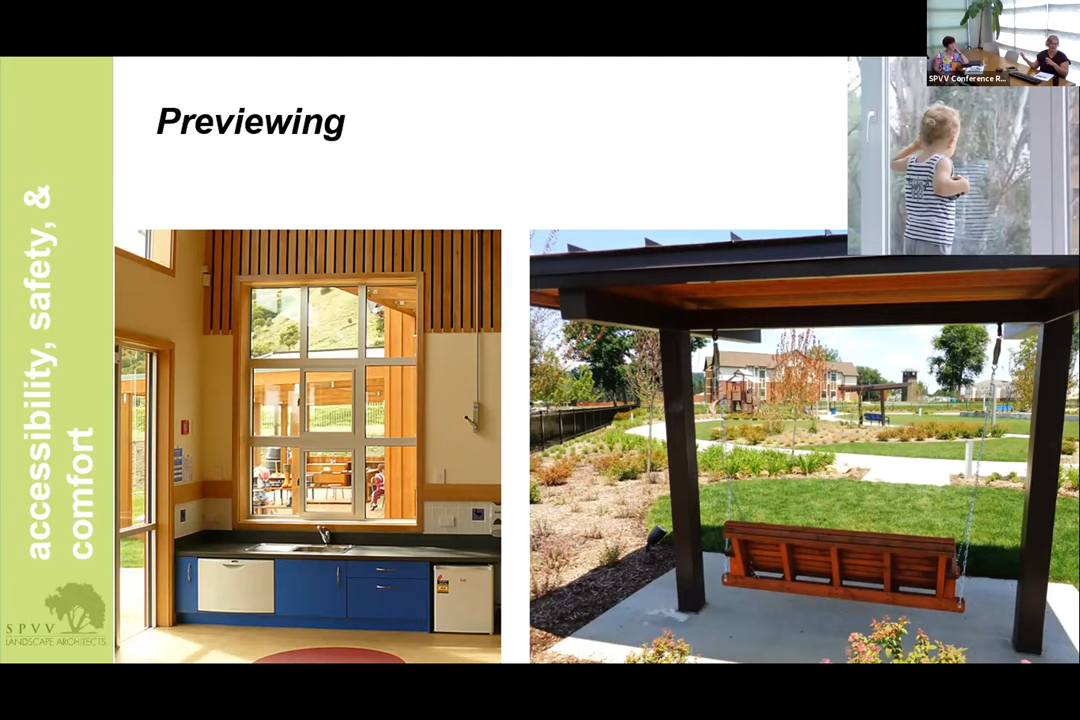 SPVV Conference R...
Previewing
accessibility, safety, &
comfort
SPVV
LANDSCAPE ARCHITECTS